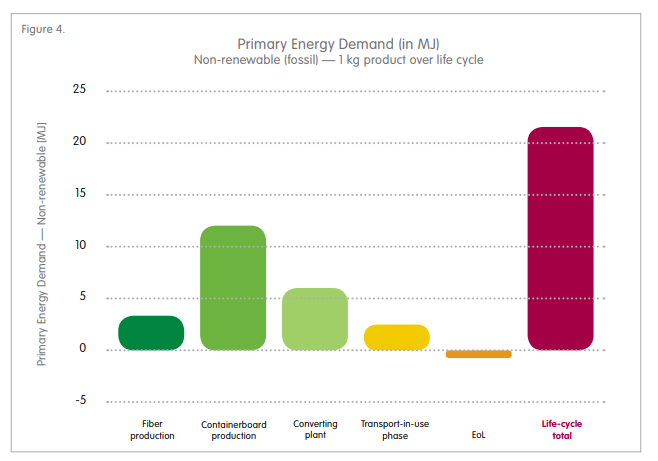 Figure 4.
Primary Energy Demand (in MJ)
Non-renewable (fossil) — 1 kg product over life cycle
Primary Energy Demand — Non-renewable [MJ]
25
20
15
10
5
0
-5
Fiber
production
Containerboard
production
Converting
plant
Transport-in-use
phase
EoL
Life-cycle
total